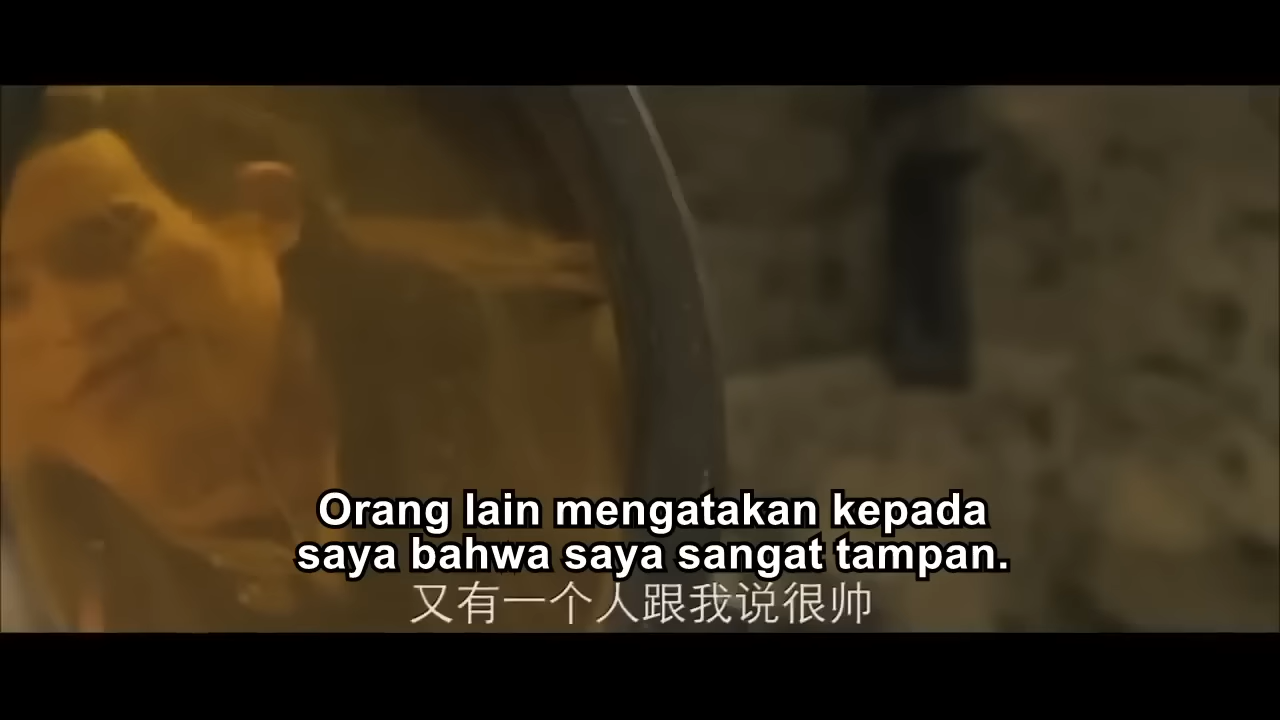 Orang lain mengatakan kepada
saya bahwa saya sangat tampan.
又有一个人跟我说很帅